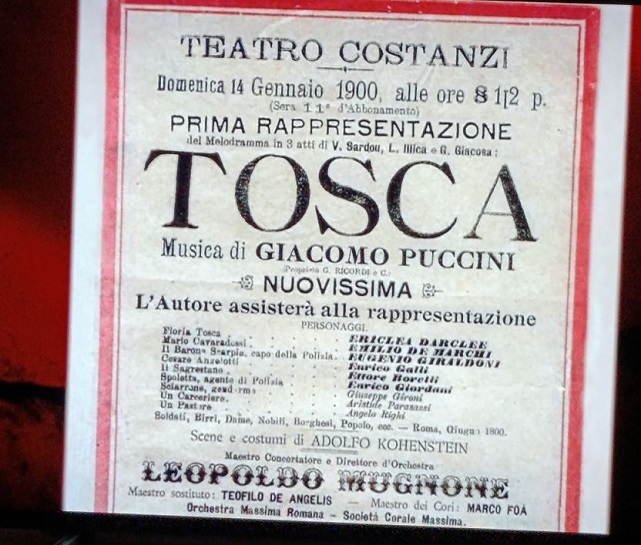 TEATRO COSTANZI
Domenica 14 Gennaio 1900, alle ore 8 1|2 p.
(Sera 11ª d'Abbonamento)
PRIMA RAPPRESENTAZIONE
del Melodramma in 3 atti di V. Sardou, L. Illica e G. Giacosa:
TOSCA
Musica di GIACOMO PUCCINI
(Proprietà G. RICORDI e C.)
NUOVISSIMA
L'Autore assisterà alla rappresentazione
PERSONAGGI.
Floria Tosca . . . . ERICLEA DARCLEE
Mario Cavaradossi . . . . EMILIO DE MARCHI
Il Barone Scarpia, capo della Polizia. EUGENIO GIRALDONI
Cesare Angelotti . . . . Enrico Galli
Il Sagrestano . . . . Ettore Borelli
Spoletta, agente di Polizia . . Enrico Giordani
Sciarrone, gendarme . . . Giuseppe Gironi
Un Carceriere . . . . Aristide Parasassi
Un Pastore . . . . Angelo Righi
Soldati, Birri, Dame, Nobili, Borghesi, Popolo, ecc. — Roma, Giugno 1800.
Scene e costumi di ADOLFO KOHENSTEIN
Maestro Concertatore e Direttore d'Orchestra
LEOPOLDO MUGNONE
Maestro sostituto: TEOFILO DE ANGELIS — Maestro dei Cori: MARCO FOÀ
Orchestra Massima Romana – Società Corale Massima.